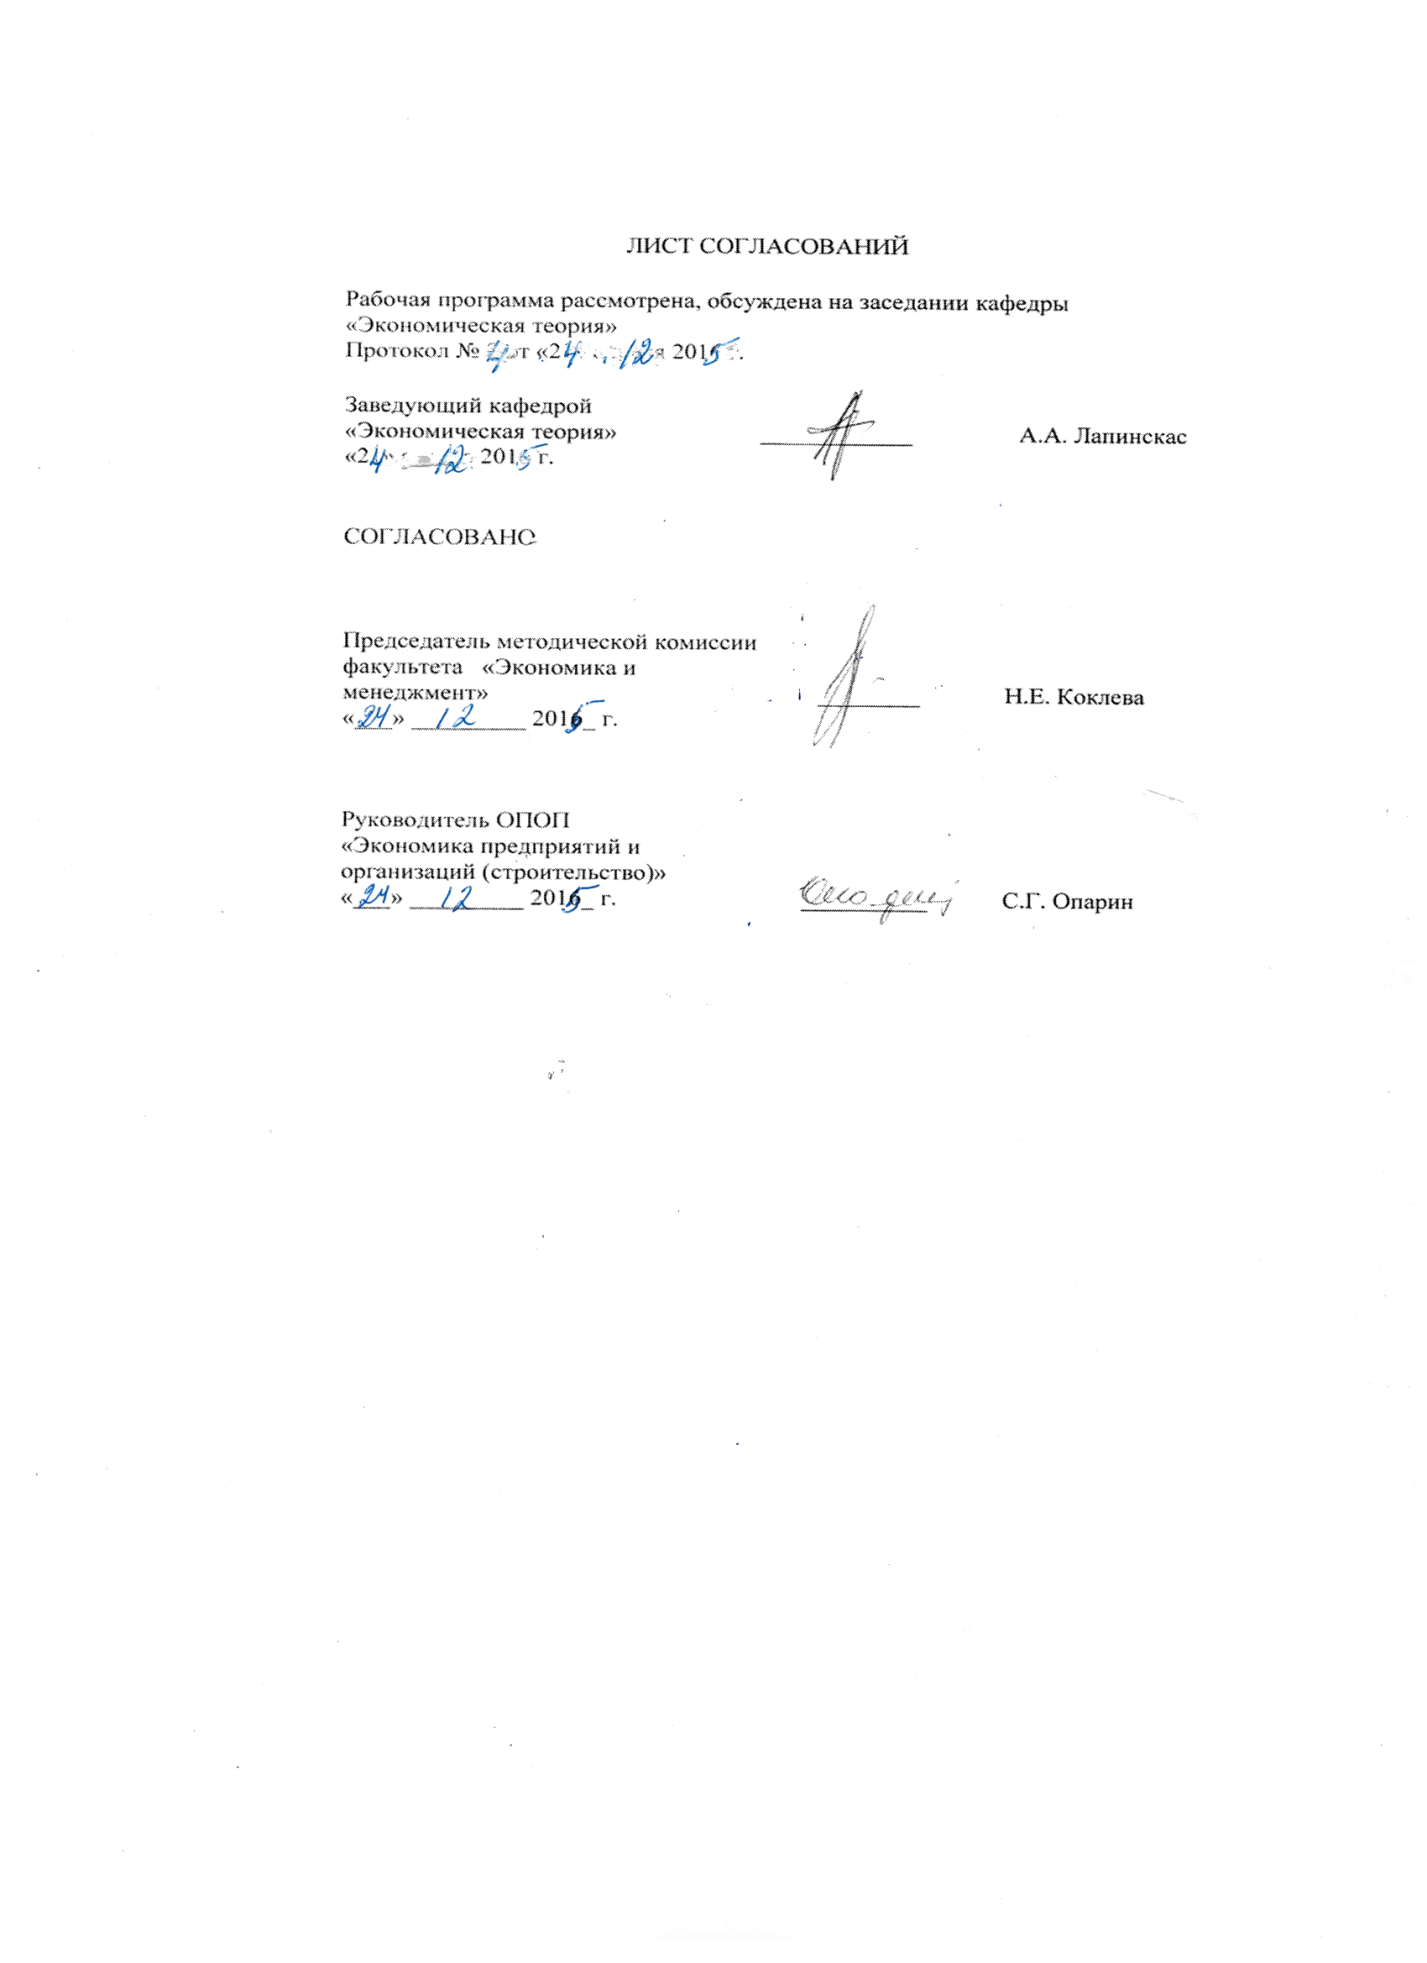 ЛИСТ СОГЛАСОВАНИЙ
Рабочая программа рассмотрена, обсуждена на заседании кафедры
«Экономическая теория»
Протокол № 4 от «24 12 2015 г.
Заведующий кафедрой
«Экономическая теория» А.А. Лапинскас
«24» 12 2015 г.
СОГЛАСОВАНО
Председатель методической комиссии
факультета «Экономика и
менеджмент» Н.Е. Коклева
«24» 12 2015 г.
Руководитель ОПОП
«Экономика предприятий и
организаций (строительство)»
«24» 12 2015 г. С.Г. Опарин